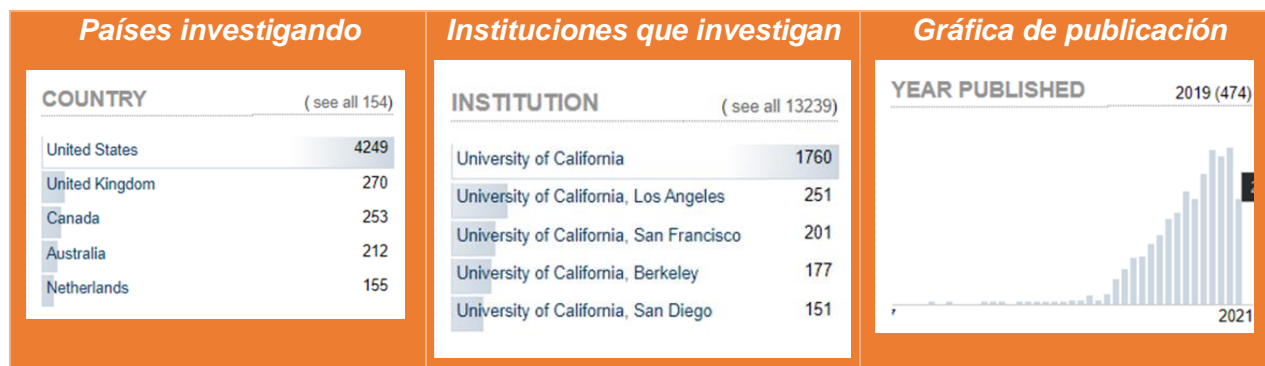 Países investigando
COUNTRY
( see all 154)
United States 4249
United Kingdom 270
Canada 253
Australia 212
Netherlands 155
Instituciones que investigan
INSTITUTION
( see all 13239)
University of California 1760
University of California, Los Angeles 251
University of California, San Francisco 201
University of California, Berkeley 177
University of California, San Diego 151
Gráfica de publicación
YEAR PUBLISHED
2019 (474)
2021